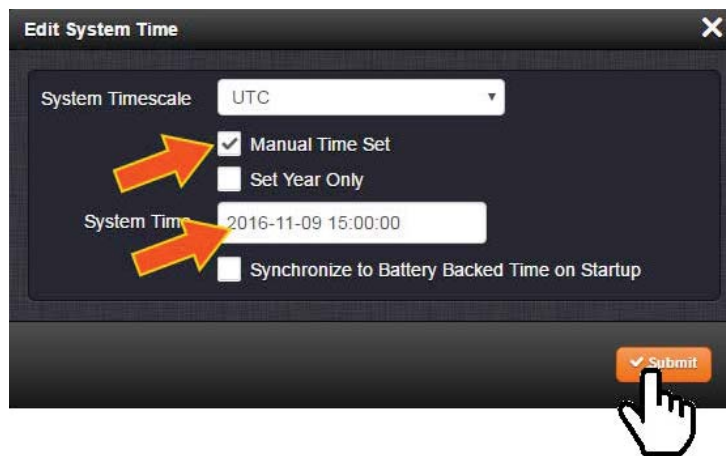 Edit System Time
System Timescale UTC
Manual Time Set
Set Year Only
System Time 2016-11-09 15:00:00
Synchronize to Battery Backed Time on Startup
Submit